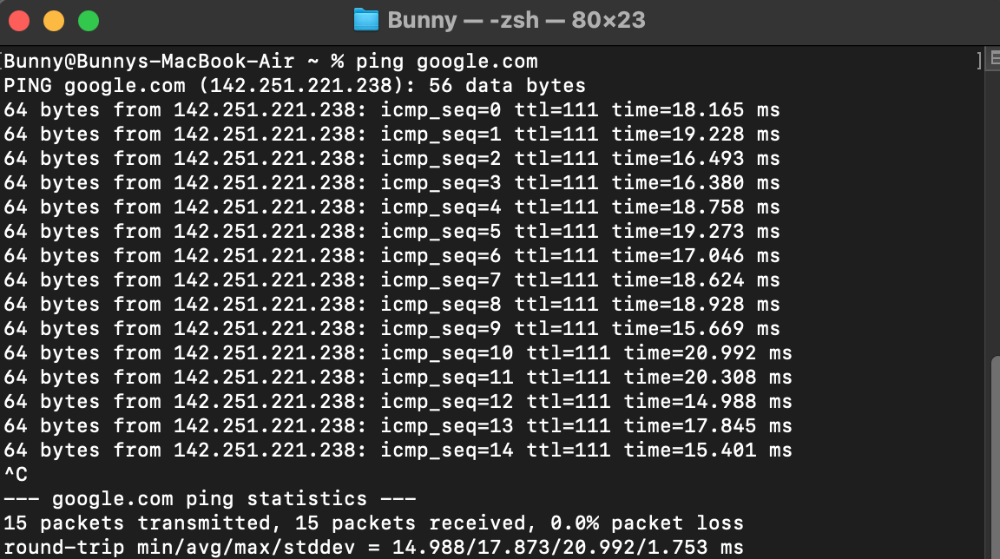 Bunny — -zsh — 80×23
[Bunny@Bunnys-MacBook-Air ~ % ping google.com ]
PING google.com (142.251.221.238): 56 data bytes
64 bytes from 142.251.221.238: icmp_seq=0 ttl=111 time=18.165 ms
64 bytes from 142.251.221.238: icmp_seq=1 ttl=111 time=19.228 ms
64 bytes from 142.251.221.238: icmp_seq=2 ttl=111 time=16.493 ms
64 bytes from 142.251.221.238: icmp_seq=3 ttl=111 time=16.380 ms
64 bytes from 142.251.221.238: icmp_seq=4 ttl=111 time=18.758 ms
64 bytes from 142.251.221.238: icmp_seq=5 ttl=111 time=19.273 ms
64 bytes from 142.251.221.238: icmp_seq=6 ttl=111 time=17.046 ms
64 bytes from 142.251.221.238: icmp_seq=7 ttl=111 time=18.624 ms
64 bytes from 142.251.221.238: icmp_seq=8 ttl=111 time=18.928 ms
64 bytes from 142.251.221.238: icmp_seq=9 ttl=111 time=15.669 ms
64 bytes from 142.251.221.238: icmp_seq=10 ttl=111 time=20.992 ms
64 bytes from 142.251.221.238: icmp_seq=11 ttl=111 time=20.308 ms
64 bytes from 142.251.221.238: icmp_seq=12 ttl=111 time=14.988 ms
64 bytes from 142.251.221.238: icmp_seq=13 ttl=111 time=17.845 ms
64 bytes from 142.251.221.238: icmp_seq=14 ttl=111 time=15.401 ms
^C
--- google.com ping statistics ---
15 packets transmitted, 15 packets received, 0.0% packet loss
round-trip min/avg/max/stddev = 14.988/17.873/20.992/1.753 ms